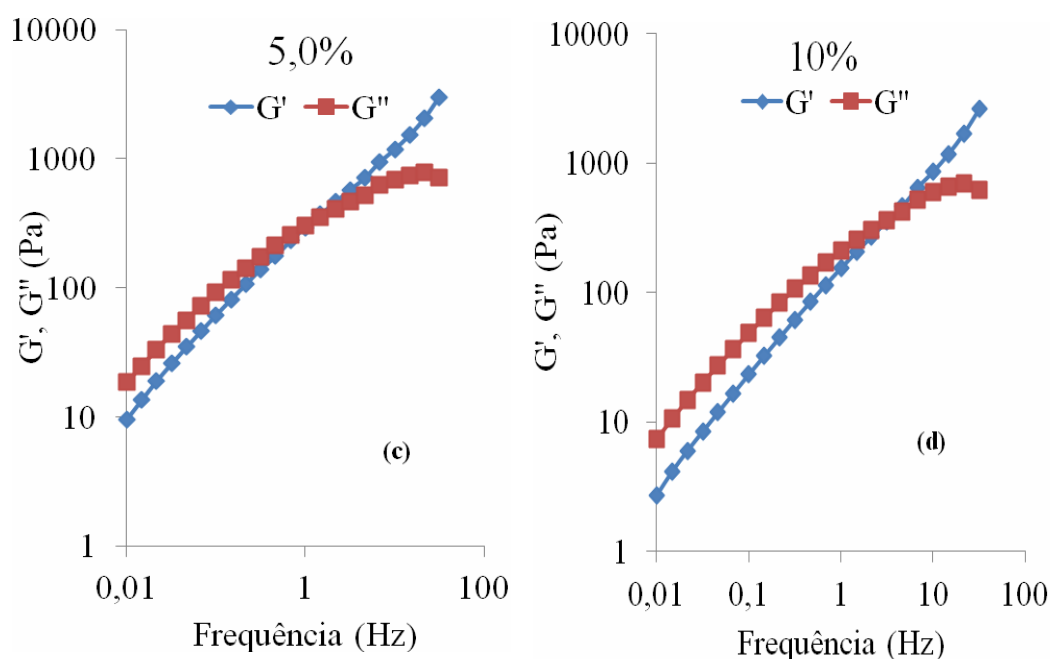 5,0%
G' G"
G', G" (Pa)
10000
1000
100
10
1
(c)
0,01 1 100
Frequência (Hz)
10%
G' G"
G', G" (Pa)
10000
1000
100
10
1
(d)
0,01 0,1 1 10 100
Frequência (Hz)